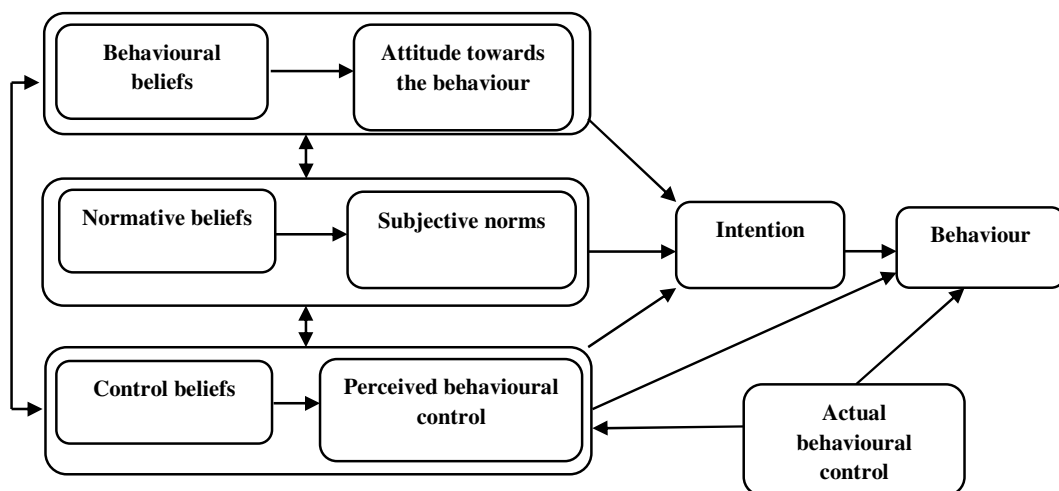 Behavioural
beliefs
Attitude towards
the behaviour
Normative beliefs
Subjective norms
Intention
Behaviour
Control beliefs
Perceived behavioural
control
Actual
behavioural
control